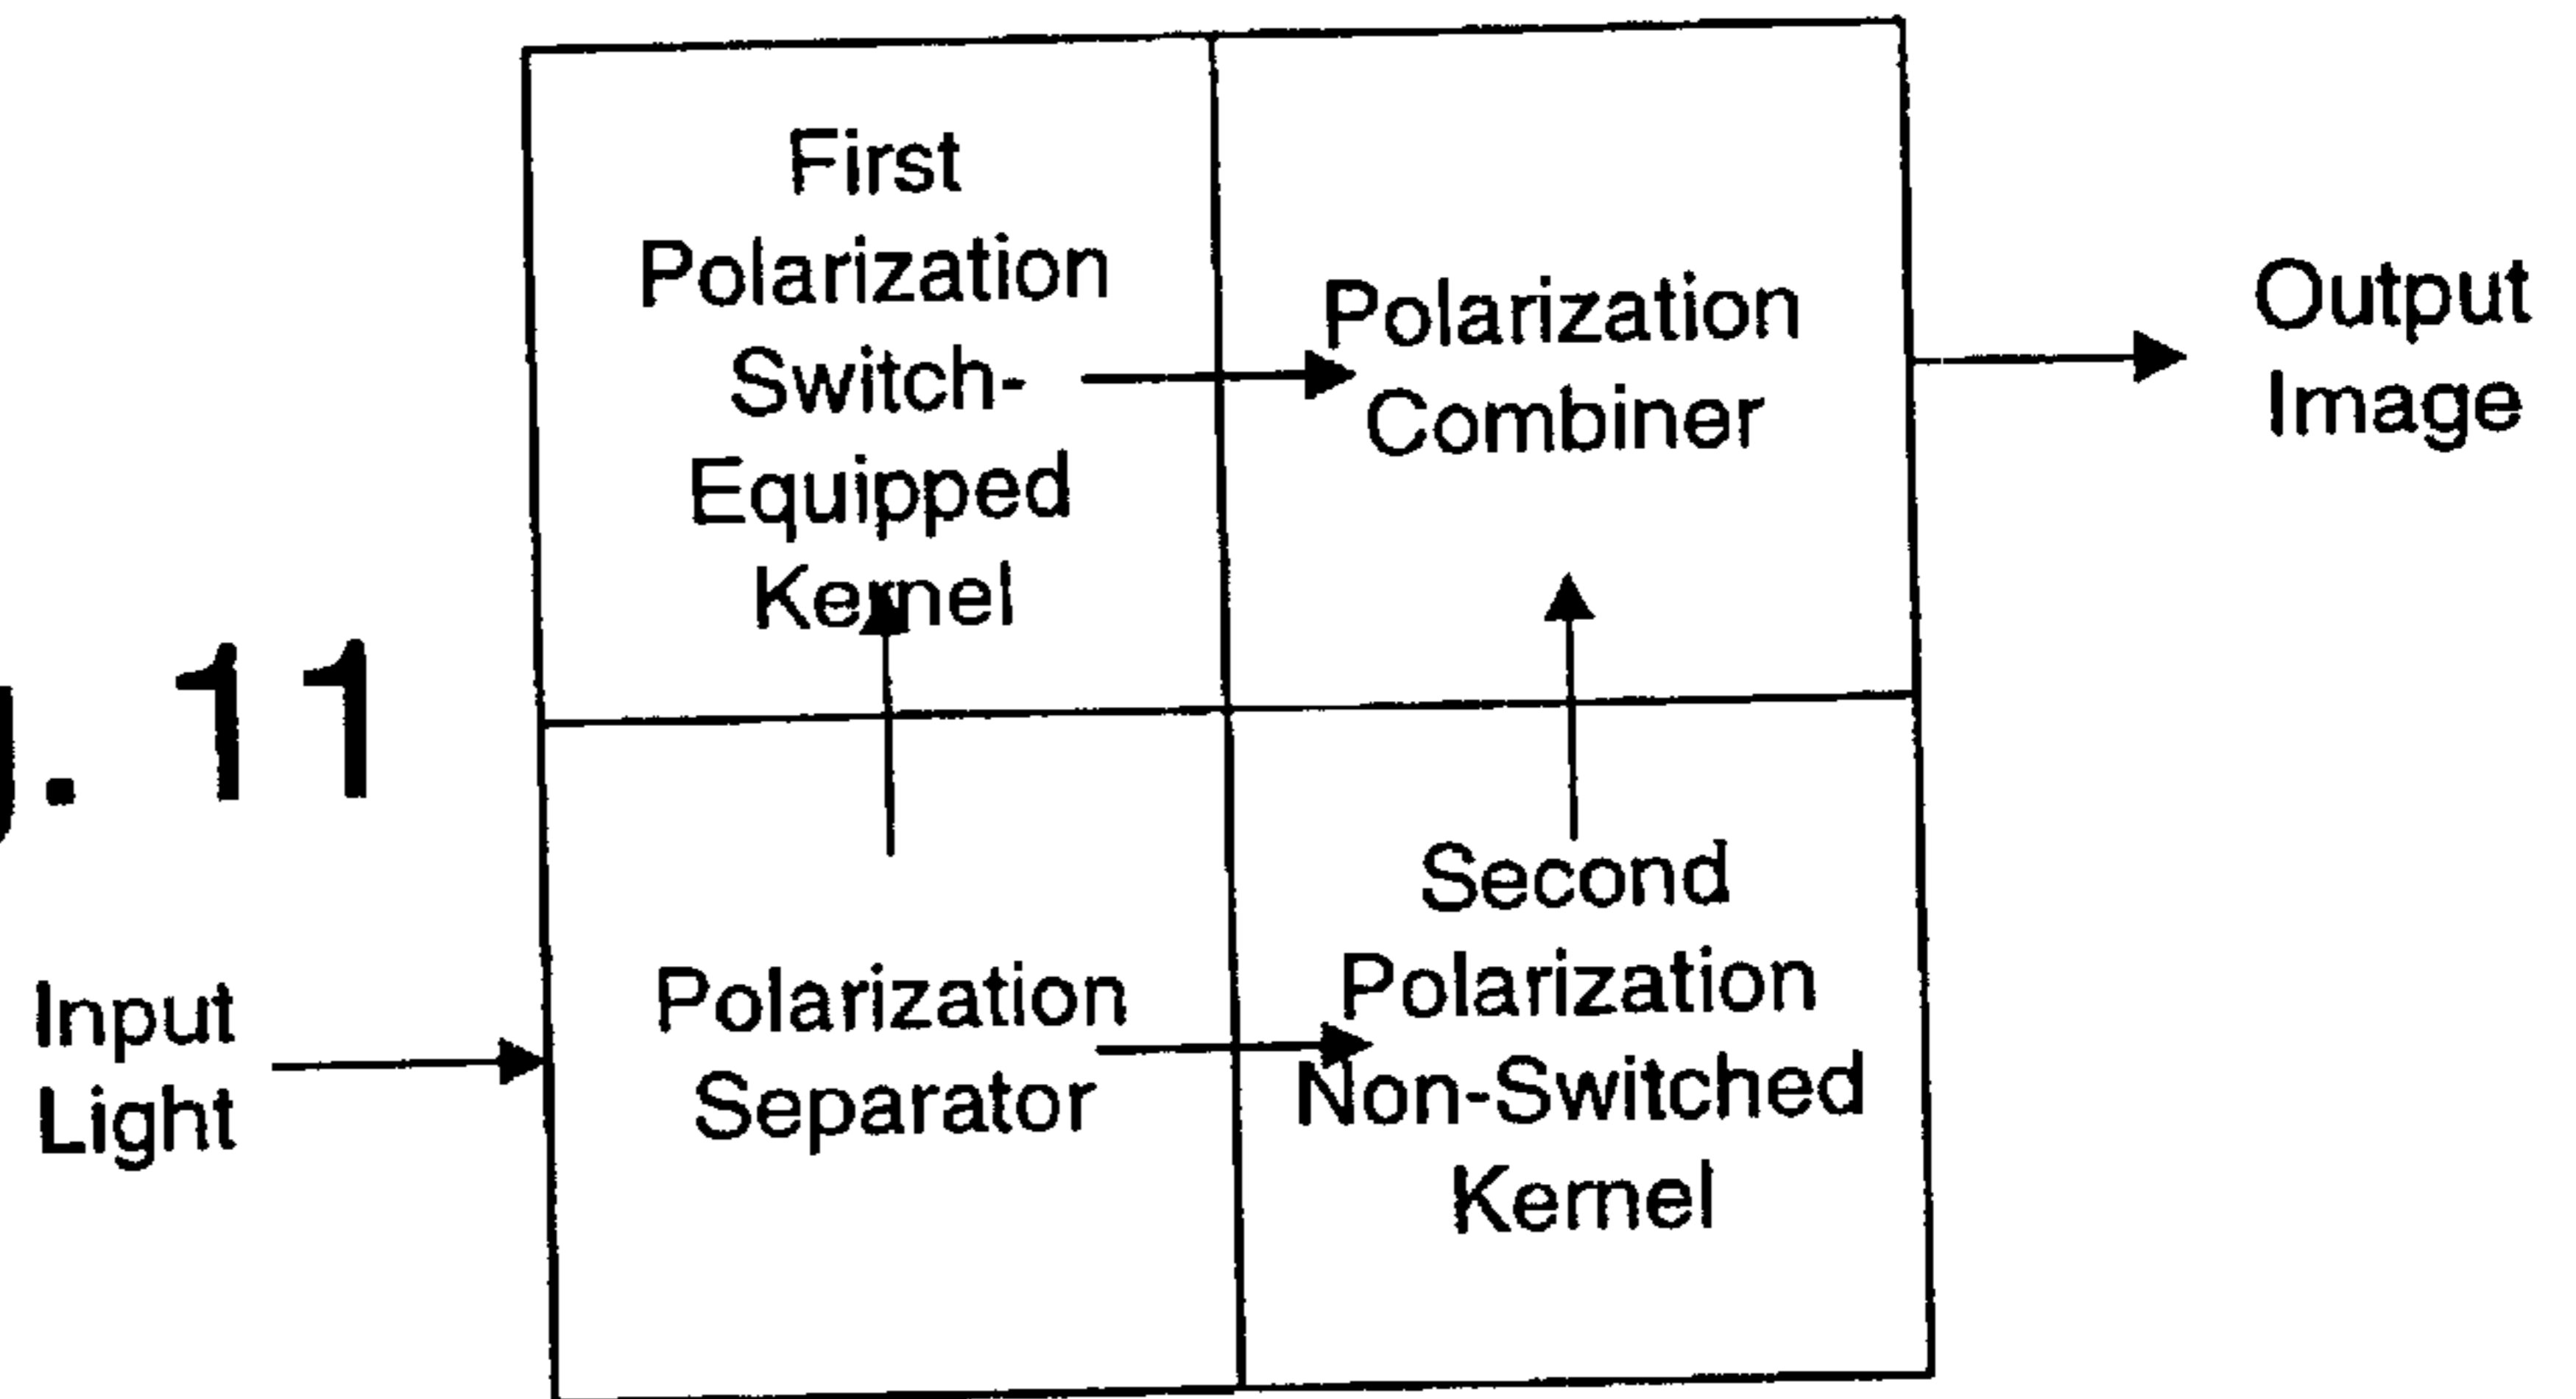 First
Polarization
Switch-
Equipped
Kernel
Polarization
Combiner
Output
Image
g. 11
Input
Light
Polarization
Separator
Second
Polarization
Non-Switched
Kernel